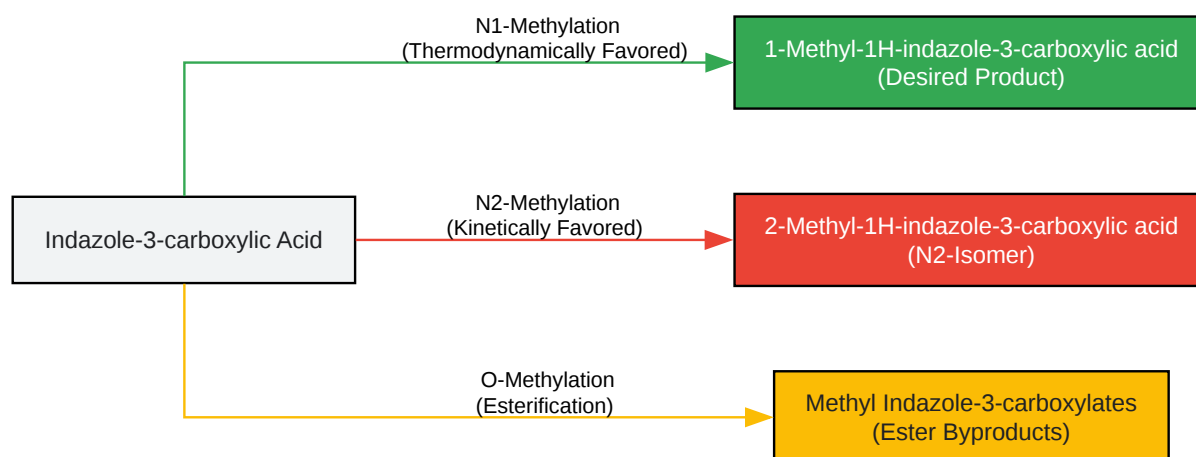 N1-Methylation
(Thermodynamically Favored)
1-Methyl-1H-indazole-3-carboxylic acid
(Desired Product)
Indazole-3-carboxylic Acid
N2-Methylation
(Kinetically Favored)
2-Methyl-1H-indazole-3-carboxylic acid
(N2-Isomer)
O-Methylation
(Esterification)
Methyl Indazole-3-carboxylates
(Ester Byproducts)